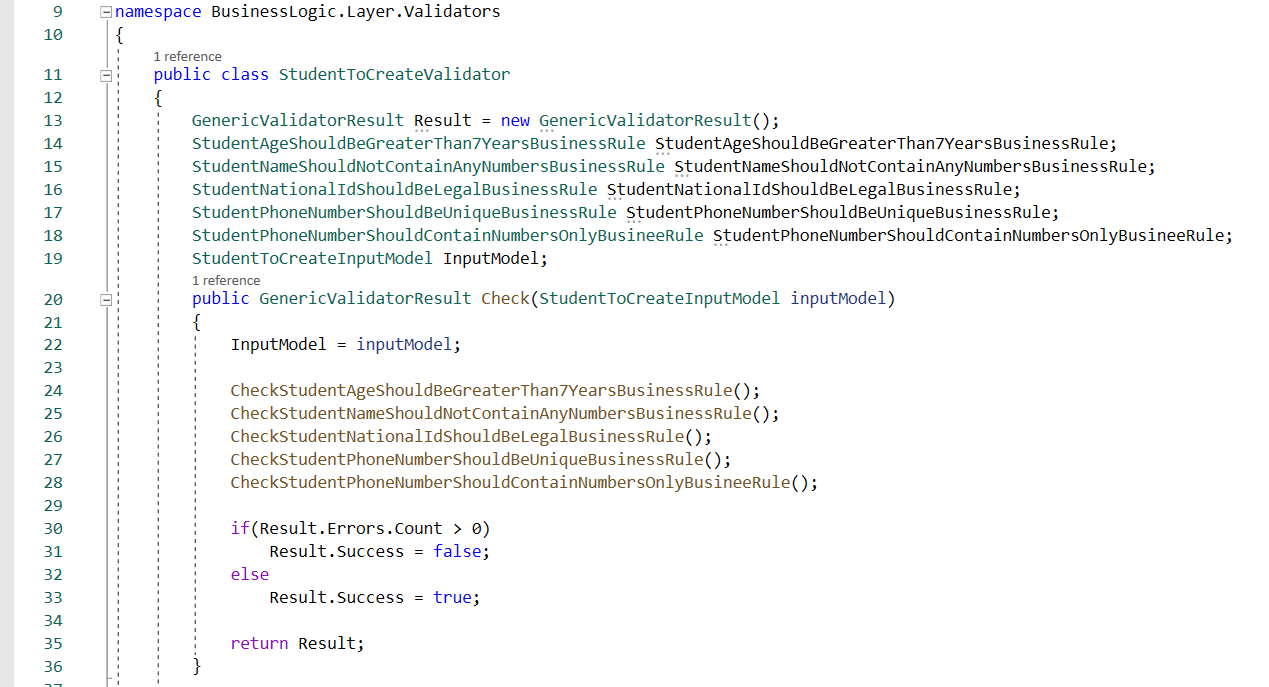 9 namespace BusinessLogic.Layer.Validators
10 {
1 reference
11 public class StudentToCreateValidator
12 {
13 GenericValidatorResult Result = new GenericValidatorResult();
14 StudentAgeShouldBeGreaterThan7YearsBusinessRule StudentAgeShouldBeGreaterThan7YearsBusinessRule;
15 StudentNameShouldNotContainAnyNumbersBusinessRule StudentNameShouldNotContainAnyNumbersBusinessRule;
16 StudentNationalIdShouldBeLegalBusinessRule StudentNationalIdShouldBeLegalBusinessRule;
17 StudentPhoneNumberShouldBeUniqueBusinessRule StudentPhoneNumberShouldBeUniqueBusinessRule;
18 StudentPhoneNumberShouldContainNumbersOnlyBusineeRule StudentPhoneNumberShouldContainNumbersOnlyBusineeRule;
19 StudentToCreateInputModel InputModel;
1 reference
20 public GenericValidatorResult Check(StudentToCreateInputModel inputModel)
21 {
22 InputModel = inputModel;
23
24 CheckStudentAgeShouldBeGreaterThan7YearsBusinessRule();
25 CheckStudentNameShouldNotContainAnyNumbersBusinessRule();
26 CheckStudentNationalIdShouldBeLegalBusinessRule();
27 CheckStudentPhoneNumberShouldBeUniqueBusinessRule();
28 CheckStudentPhoneNumberShouldContainNumbersOnlyBusineeRule();
29
30 if(Result.Errors.Count > 0)
31 Result.Success = false;
32 else
33 Result.Success = true;
34
35 return Result;
36 }